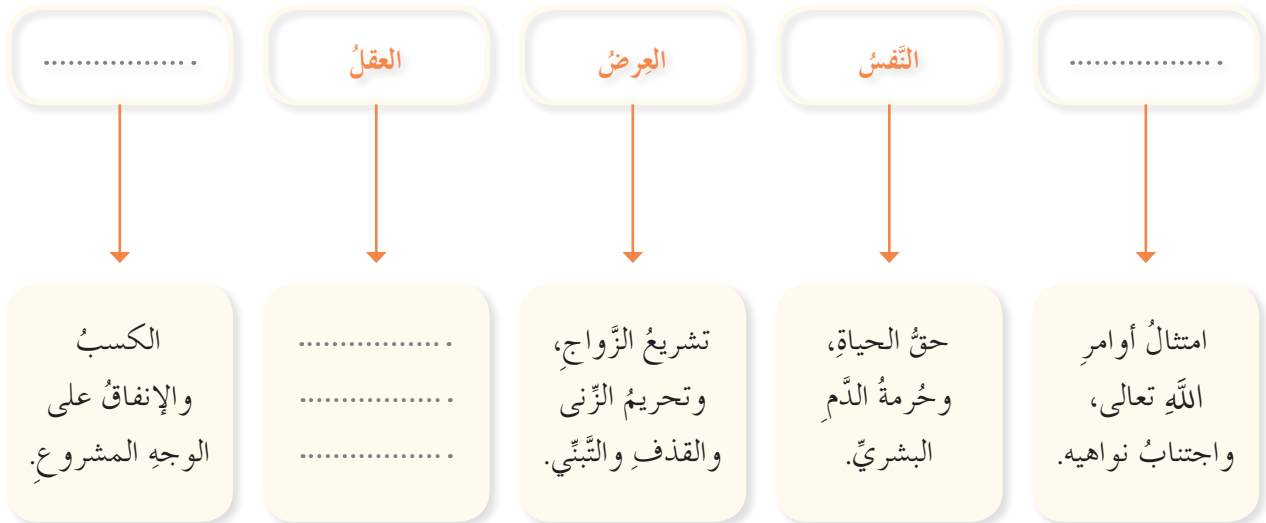 .................
النَّفسُ
العِرضُ
العقلُ
.................
امتثالُ أوامرِ
اللَّهِ تعالى،
واجتنابُ نواهيه.
حقُّ الحياةِ،
وحُرمةُ الدَّمِ
البشريِّ.
تشريعُ الزَّواجِ،
وتحريمُ الزِّنى
والقذفِ والتَّبنِّي.
.................
.................
.................
الكسبُ
والإنفاقُ على
الوجهِ المشروعِ.